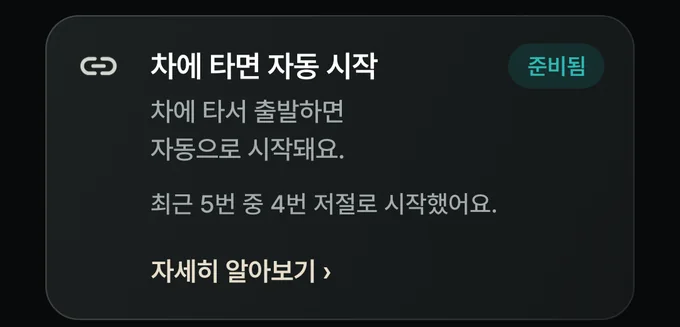 차에 타면 자동 시작
준비됨
차에 타서 출발하면
자동으로 시작돼요.
최근 5번 중 4번 저절로 시작했어요.
자세히 알아보기 ›